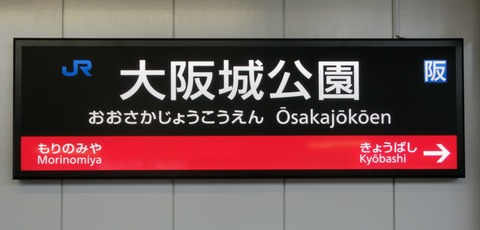 JR 大阪城公園 阪
おおさかじょうこうえん Ōsakajōkōen
もりのみや きょうばし
Morinomiya Kyōbashi →